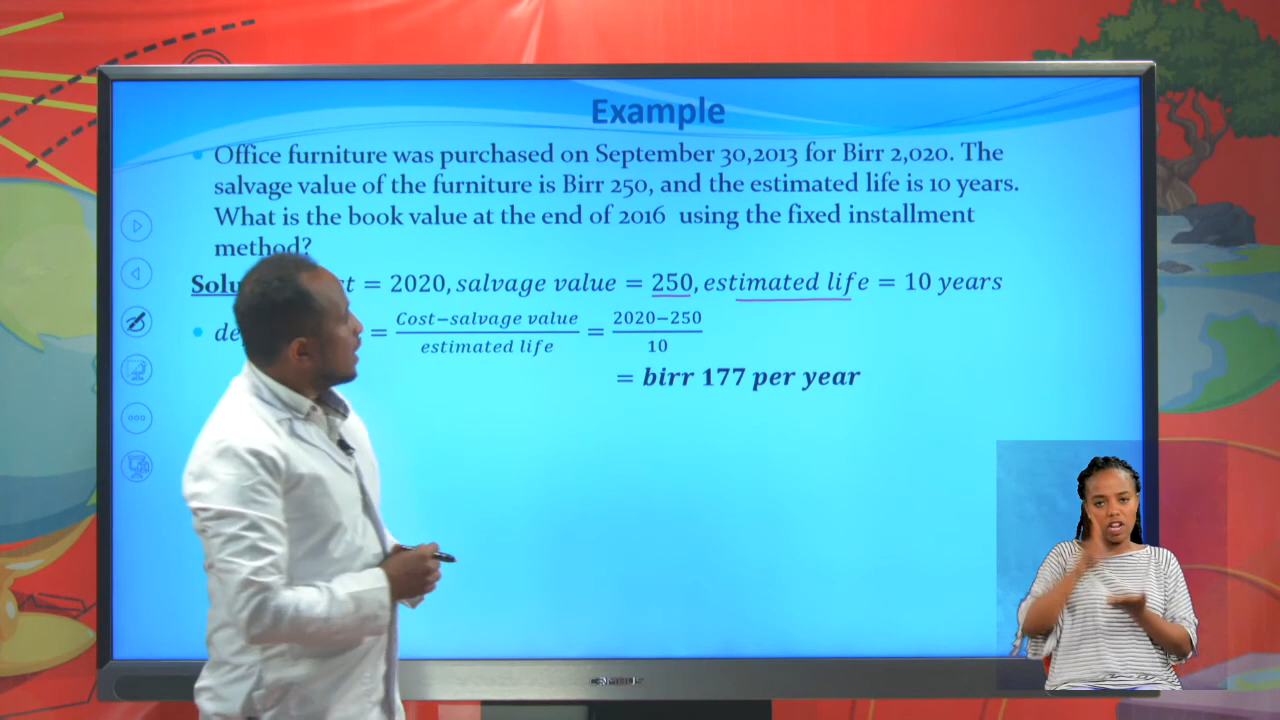 Example
• Office furniture was purchased on September 30,2013 for Birr 2,020. The
salvage value of the furniture is Birr 250, and the estimated life is 10 years.
What is the book value at the end of 2016 using the fixed installment
method?
= 2020, salvage value = 250, estimated life = 10 years
• = Cost−salvage value / estimated life = 2020−250 / 10
= birr 177 per year